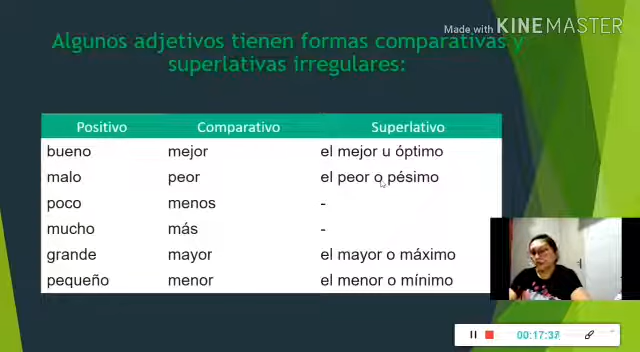 Made with KINEMASTER
Algunos adjetivos tienen formas comparativas y
superlativas irregulares:
Positivo Comparativo Superlativo
bueno mejor el mejor u óptimo
malo peor el peor o pésimo
poco menos -
mucho más -
grande mayor el mayor o máximo
pequeño menor el menor o mínimo
00:17:37